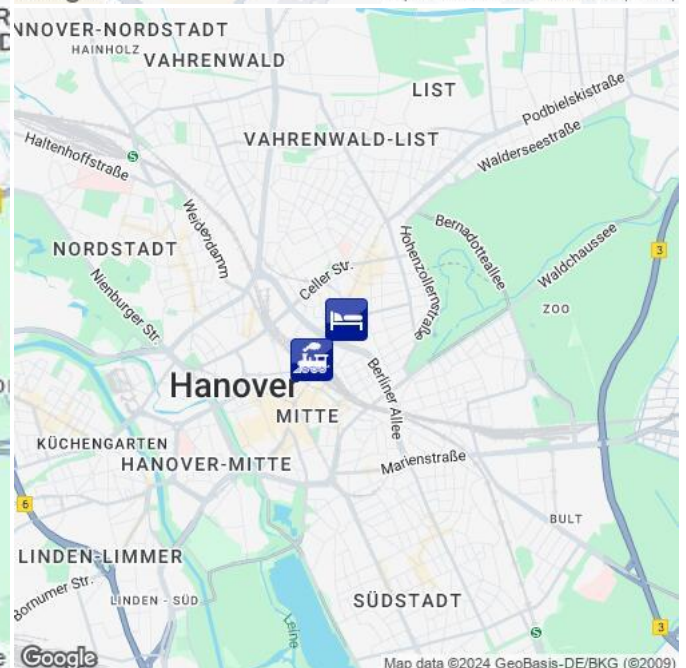 NNOVER-NORDSTADT
HAINHOLZ
VAHRENWALD
LIST
Podbielskistraße
VAHRENWALD-LIST
Walderseestraße
Haltenhoffstraße
S
Weidendamm
Hohenzollernstraße
Bernadotteallee
Waldchaussee
3
NORDSTADT
Celler Str.
Nienburger Str.
ZOO
Hanover
Berliner Allee
MITTE
KÜCHENGARTEN
HANOVER-MITTE
Marienstraße
6
BULT
LINDEN-LIMMER
Bornumer Str.
LINDEN - SÜD
SÜDSTADT
Leine
S
3
Google
Map data ©2024 GeoBasis-DE/BKG (©2009)